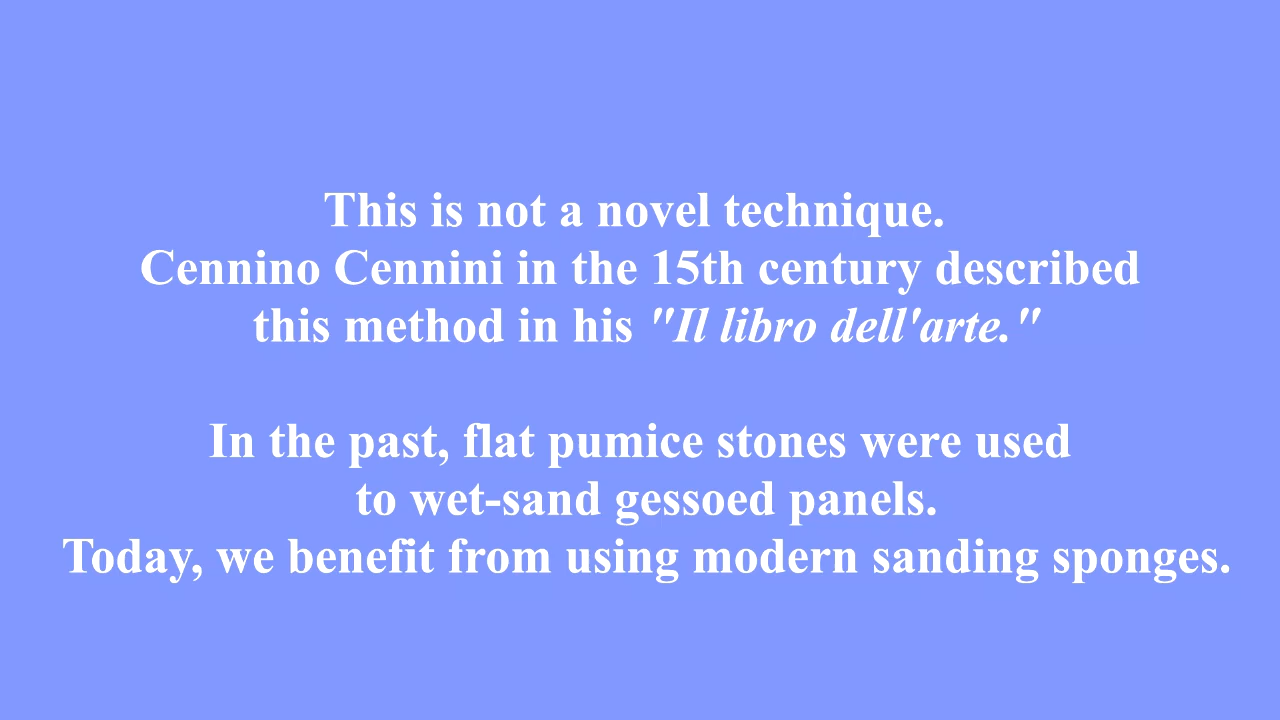 This is not a novel technique.
Cennino Cennini in the 15th century described
this method in his "Il libro dell'arte."
In the past, flat pumice stones were used
to wet-sand gessoed panels.
Today, we benefit from using modern sanding sponges.